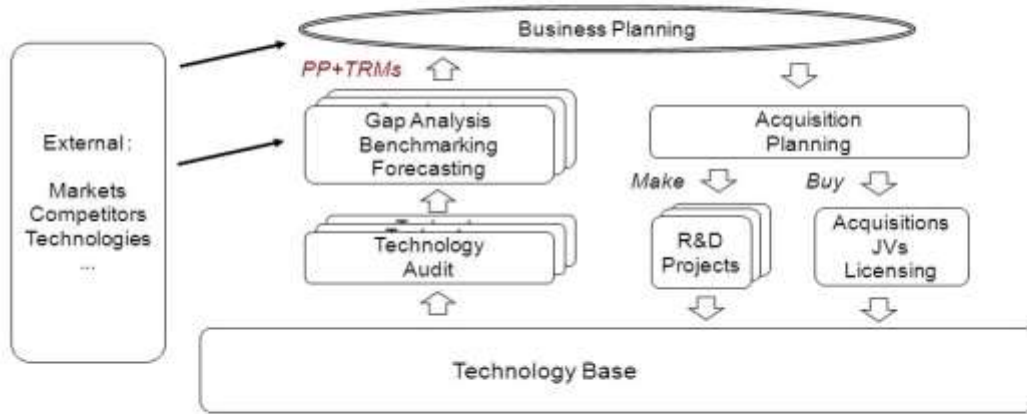 Business Planning
PP+TRMs
External:
Markets
Competitors
Technologies
...
Gap Analysis
Benchmarking
Forecasting
Acquisition
Planning
Make
Buy
Technology
Audit
R&D
Projects
Acquisitions
JVs
Licensing
Technology Base